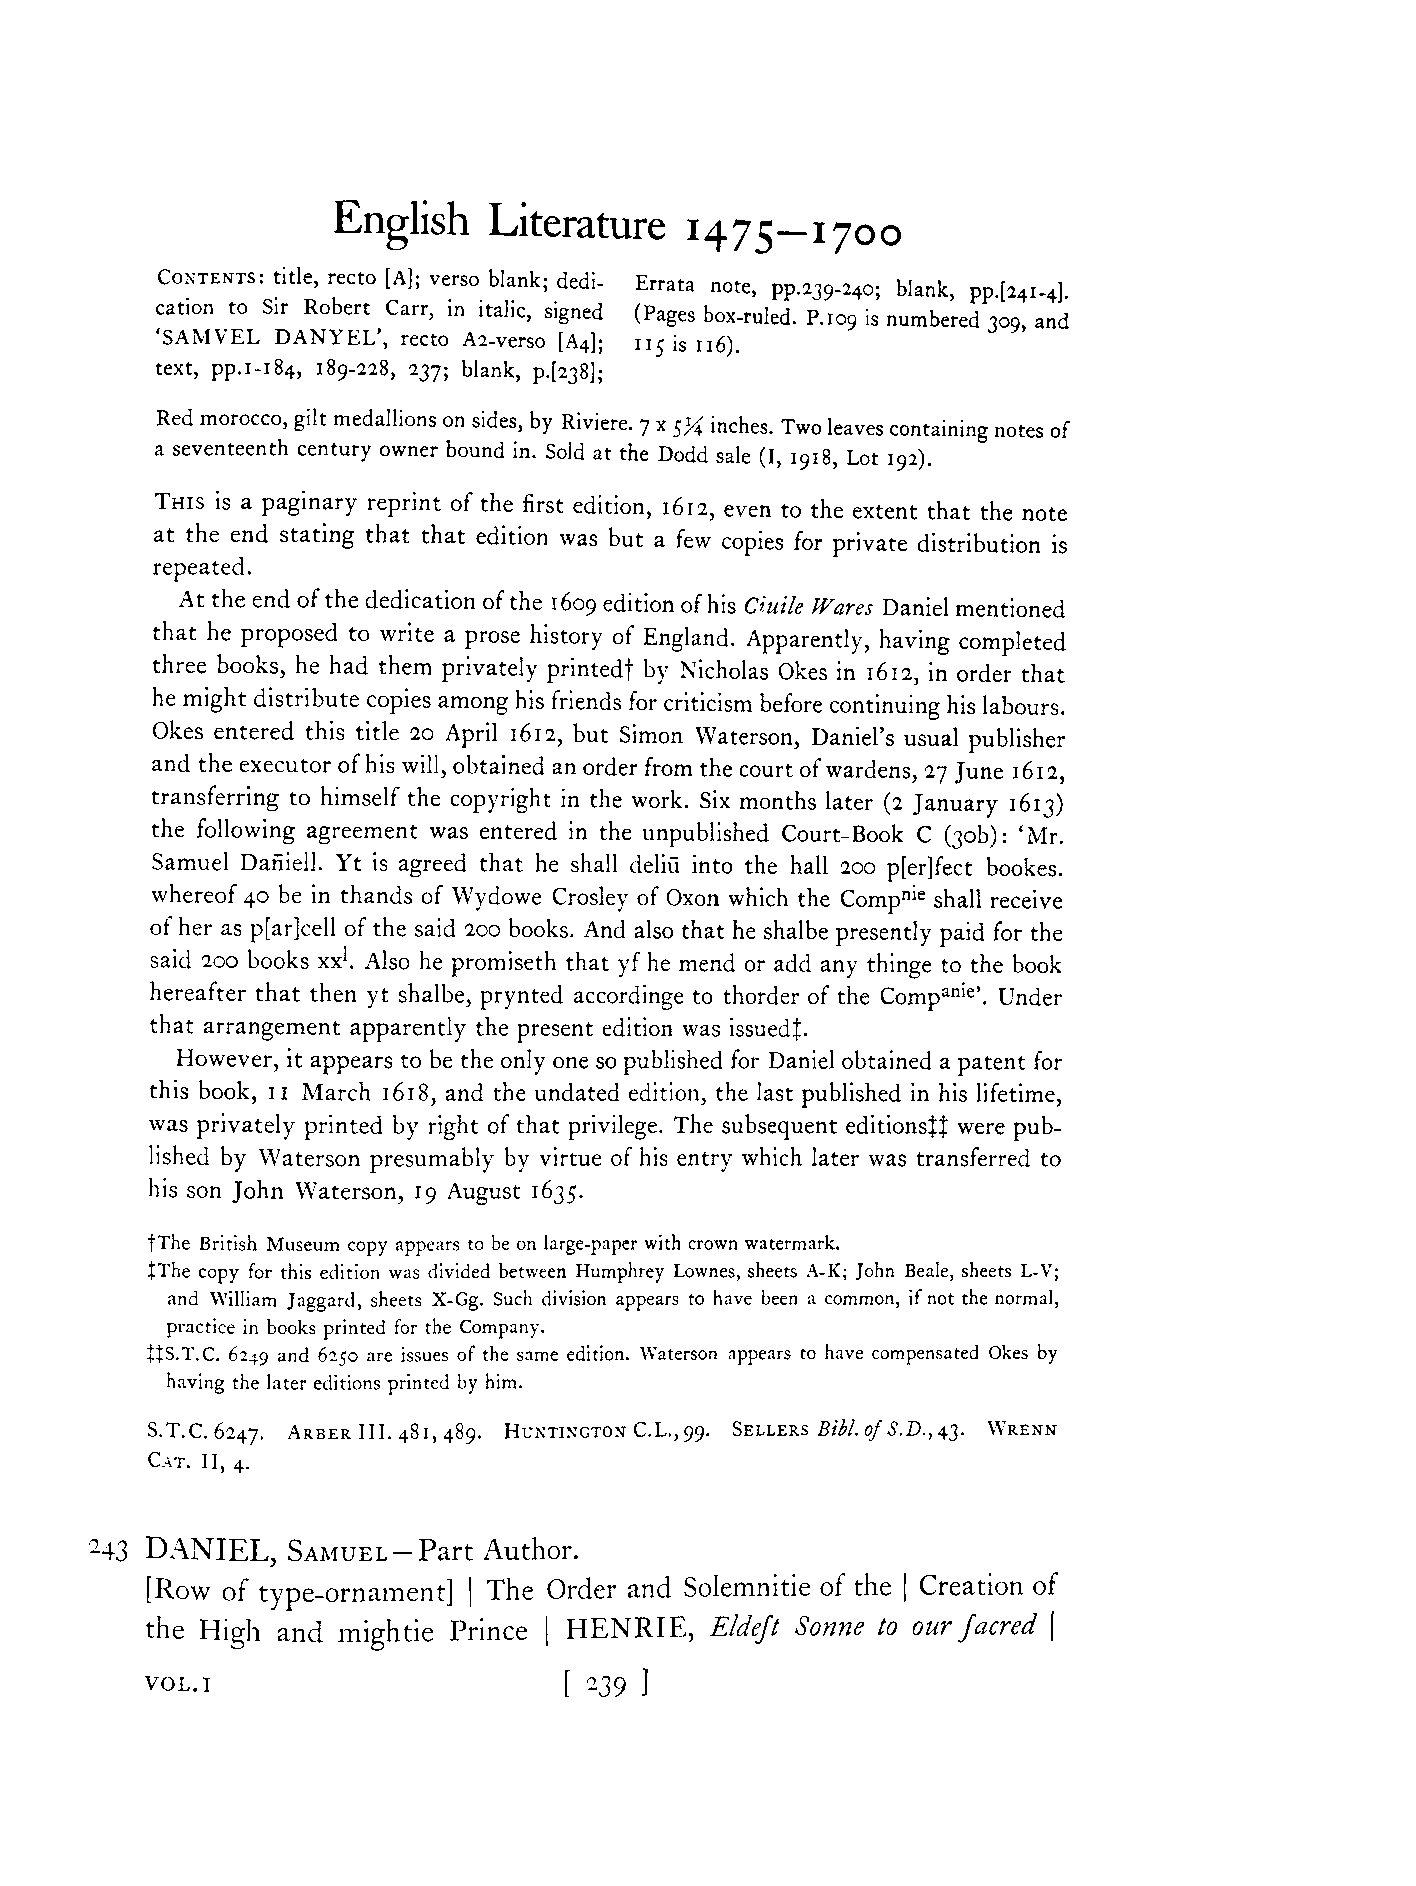 English Literature 1475—1700
CONTENTS: title, recto [A]; verso blank; dedi-
cation to Sir Robert Carr, in italic, signed
‘SAMVEL DANYEL’, recto A2-verso [A4];
text, pp.1-184, 189-228, 237; blank, p.[238];
Errata note, pp.239-240; blank, pp.[241-4].
(Pages box-ruled. P.109 is numbered 309, and
115 is 116).
Red morocco, gilt medallions on sides, by Riviere. 7 x 5¼ inches. Two leaves containing notes of
a seventeenth century owner bound in. Sold at the Dodd sale (I, 1918, Lot 192).
THIS is a paginary reprint of the first edition, 1612, even to the extent that the note
at the end stating that that edition was but a few copies for private distribution is
repeated.
At the end of the dedication of the 1609 edition of his Ciuile Wares Daniel mentioned
that he proposed to write a prose history of England. Apparently, having completed
three books, he had them privately printed† by Nicholas Okes in 1612, in order that
he might distribute copies among his friends for criticism before continuing his labours.
Okes entered this title 20 April 1612, but Simon Waterson, Daniel’s usual publisher
and the executor of his will, obtained an order from the court of wardens, 27 June 1612,
transferring to himself the copyright in the work. Six months later (2 January 1613)
the following agreement was entered in the unpublished Court-Book C (30b): ‘Mr.
Samuel Dañiell. Yt is agreed that he shall deliū into the hall 200 p[er]fect bookes.
whereof 40 be in thands of Wydowe Crosley of Oxon which the Compⁿⁱᵉ shall receive
of her as p[ar]cell of the said 200 books. And also that he shalbe presently paid for the
said 200 books xxˡ. Also he promiseth that yf he mend or add any thinge to the book
hereafter that then yt shalbe, prynted accordinge to thorder of the Compᵃⁿⁱᵉ’. Under
that arrangement apparently the present edition was issued‡.
However, it appears to be the only one so published for Daniel obtained a patent for
this book, 11 March 1618, and the undated edition, the last published in his lifetime,
was privately printed by right of that privilege. The subsequent editions‡‡ were pub-
lished by Waterson presumably by virtue of his entry which later was transferred to
his son John Waterson, 19 August 1635.
†The British Museum copy appears to be on large-paper with crown watermark.
‡The copy for this edition was divided between Humphrey Lownes, sheets A-K; John Beale, sheets L-V;
and William Jaggard, sheets X-Gg. Such division appears to have been a common, if not the normal,
practice in books printed for the Company.
‡‡S.T.C. 6249 and 6250 are issues of the same edition. Waterson appears to have compensated Okes by
having the later editions printed by him.
S.T.C. 6247. ARBER III. 481, 489. HUNTINGTON C.L., 99. SELLERS Bibl. of S.D., 43. WRENN
CAT. II, 4.
243 DANIEL, SAMUEL—Part Author.
[Row of type-ornament] | The Order and Solemnitie of the | Creation of
the High and mightie Prince | HENRIE, Eldeſt Sonne to our ſacred |
VOL.I [ 239 ]